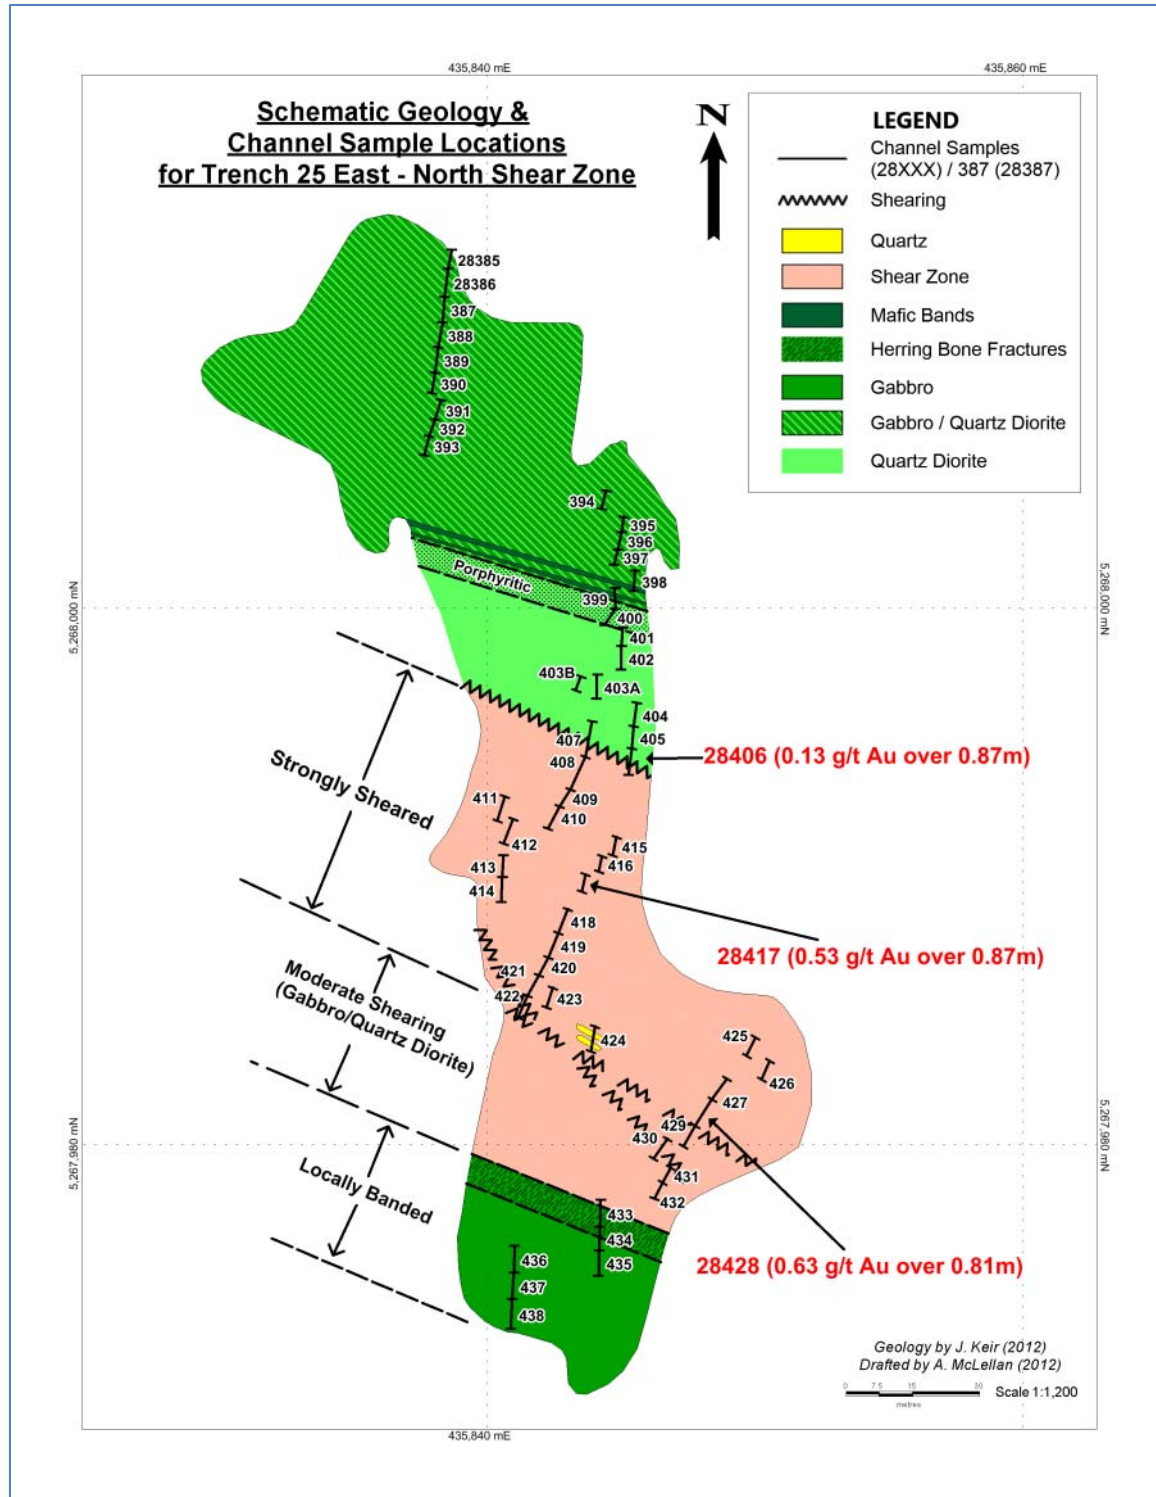 435,840 mE
435,860 mE
Schematic Geology &
Channel Sample Locations
for Trench 25 East - North Shear Zone
N
LEGEND
Channel Samples
(28XXX) / 387 (28387)
Shearing
Quartz
Shear Zone
Mafic Bands
Herring Bone Fractures
Gabbro
Gabbro / Quartz Diorite
Quartz Diorite
28385
28386
387
388
389
390
391
392
393
394
395
396
397
398
Porphyritic
399
400
5,268,000 mN
5,268,000 mN
401
402
403B
403A
404
405
407
408
28406 (0.13 g/t Au over 0.87m)
Strongly Sheared
409
410
411
412
413
414
415
416
28417 (0.53 g/t Au over 0.87m)
418
419
420
421
422
423
Moderate Shearing
(Gabbro/Quartz Diorite)
424
425
426
427
429
430
431
432
5,267,980 mN
5,267,980 mN
Locally Banded
433
434
435
436
437
438
28428 (0.63 g/t Au over 0.81m)
Geology by J. Keir (2012)
Drafted by A. McLellan (2012)
0 7.5 15 30
Scale 1:1,200
metres
435,840 mE